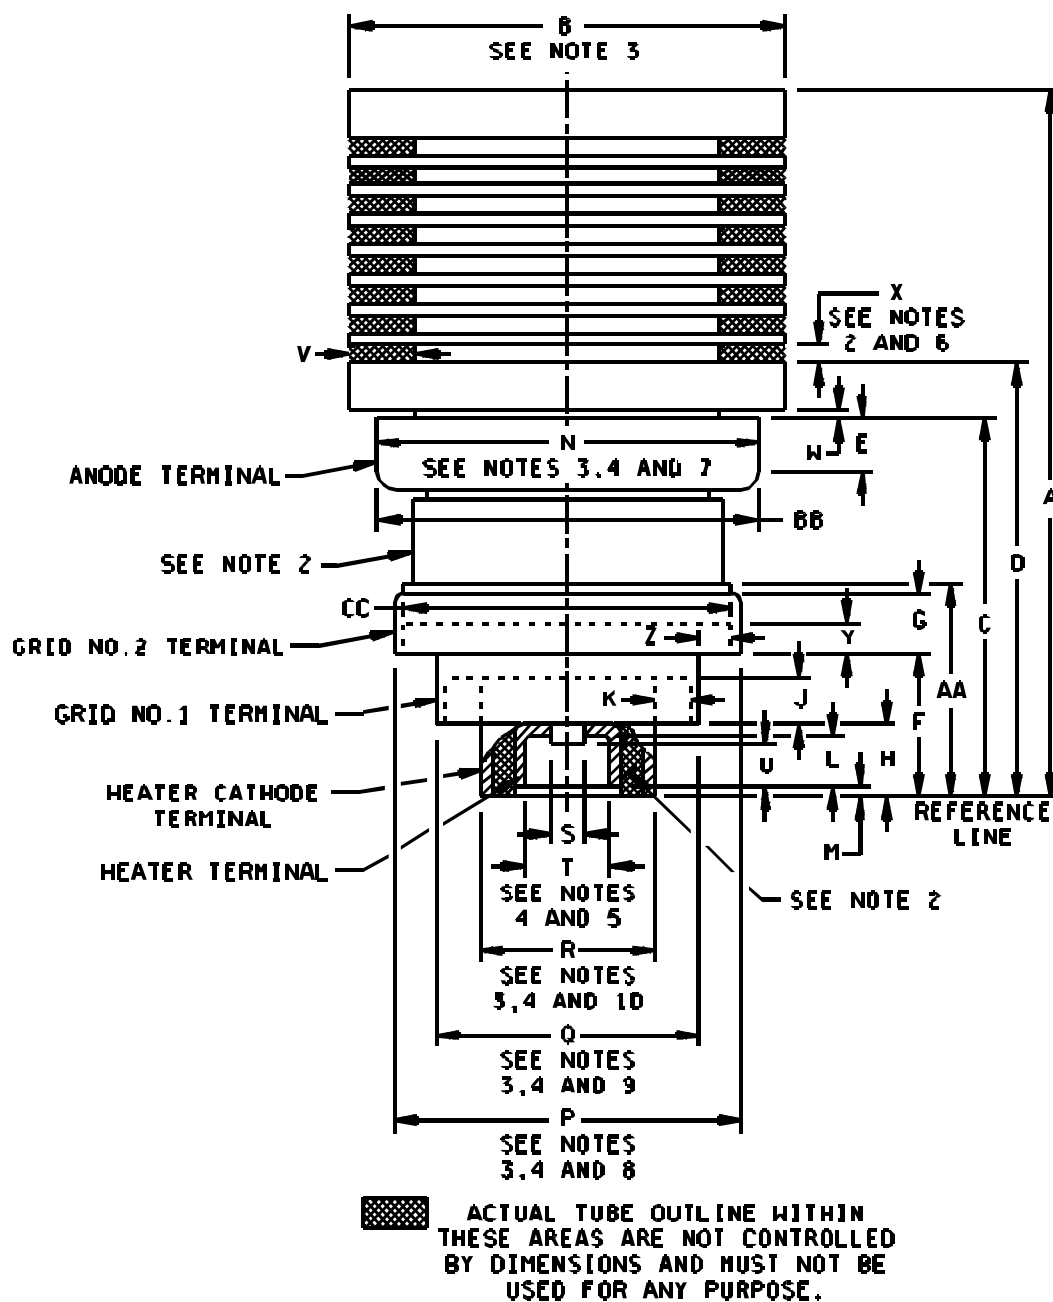 B
SEE NOTE 3
X
SEE NOTES
2 AND 6
V
W
E
N
SEE NOTES 3,4 AND 7
ANODE TERMINAL
A
BB
SEE NOTE 2
D
CC
G
C
Z
Y
GRID NO.2 TERMINAL
AA
K
J
GRID NO.1 TERMINAL
F
U
L
H
HEATER CATHODE
TERMINAL
REFERENCE
LINE
S
M
T
HEATER TERMINAL
SEE NOTES
4 AND 5
SEE NOTE 2
R
SEE NOTES
3,4 AND 10
Q
SEE NOTES
3,4 AND 9
P
SEE NOTES
3,4 AND 8
ACTUAL TUBE OUTLINE WITHIN
THESE AREAS ARE NOT CONTROLLED
BY DIMENSIONS AND MUST NOT BE
USED FOR ANY PURPOSE.